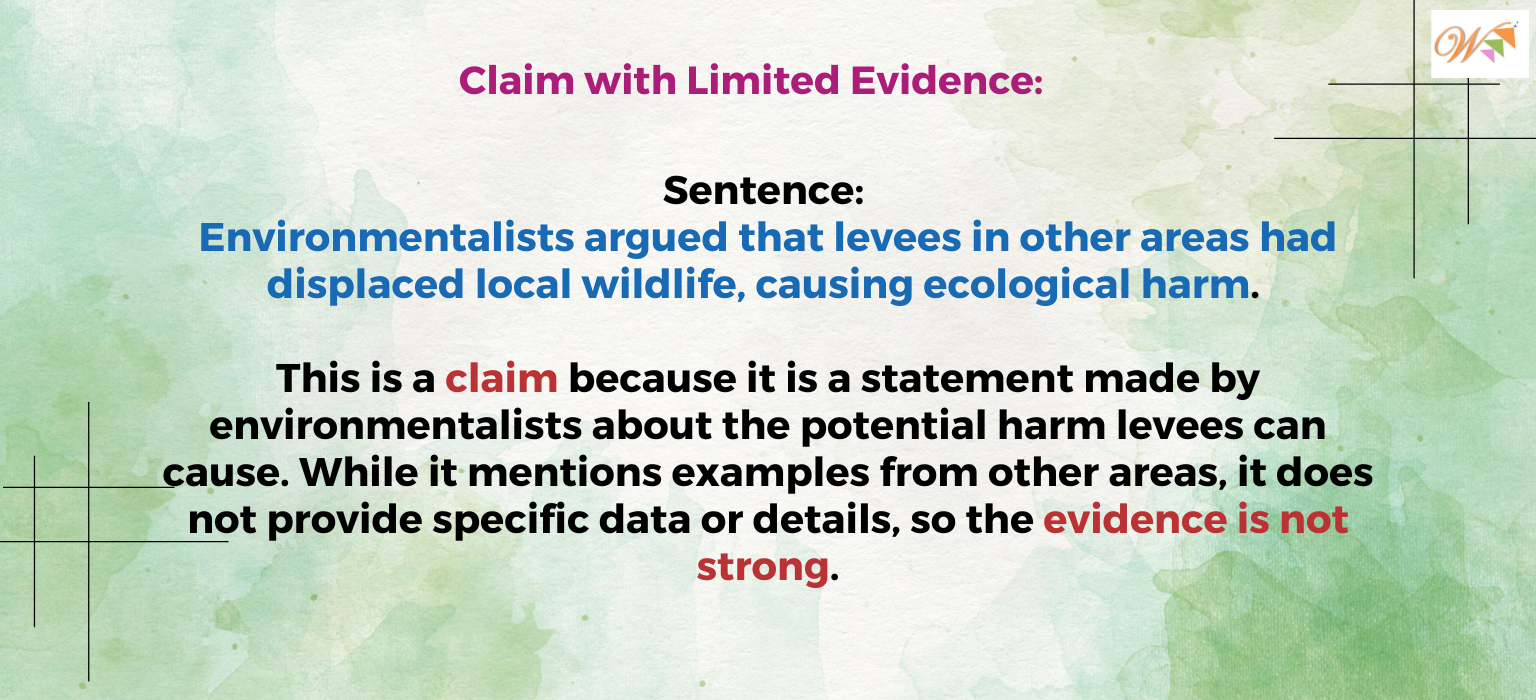 W
Claim with Limited Evidence:
Sentence:
Environmentalists argued that levees in other areas had
displaced local wildlife, causing ecological harm.
This is a claim because it is a statement made by
environmentalists about the potential harm levees can
cause. While it mentions examples from other areas, it does
not provide specific data or details, so the evidence is not
strong.